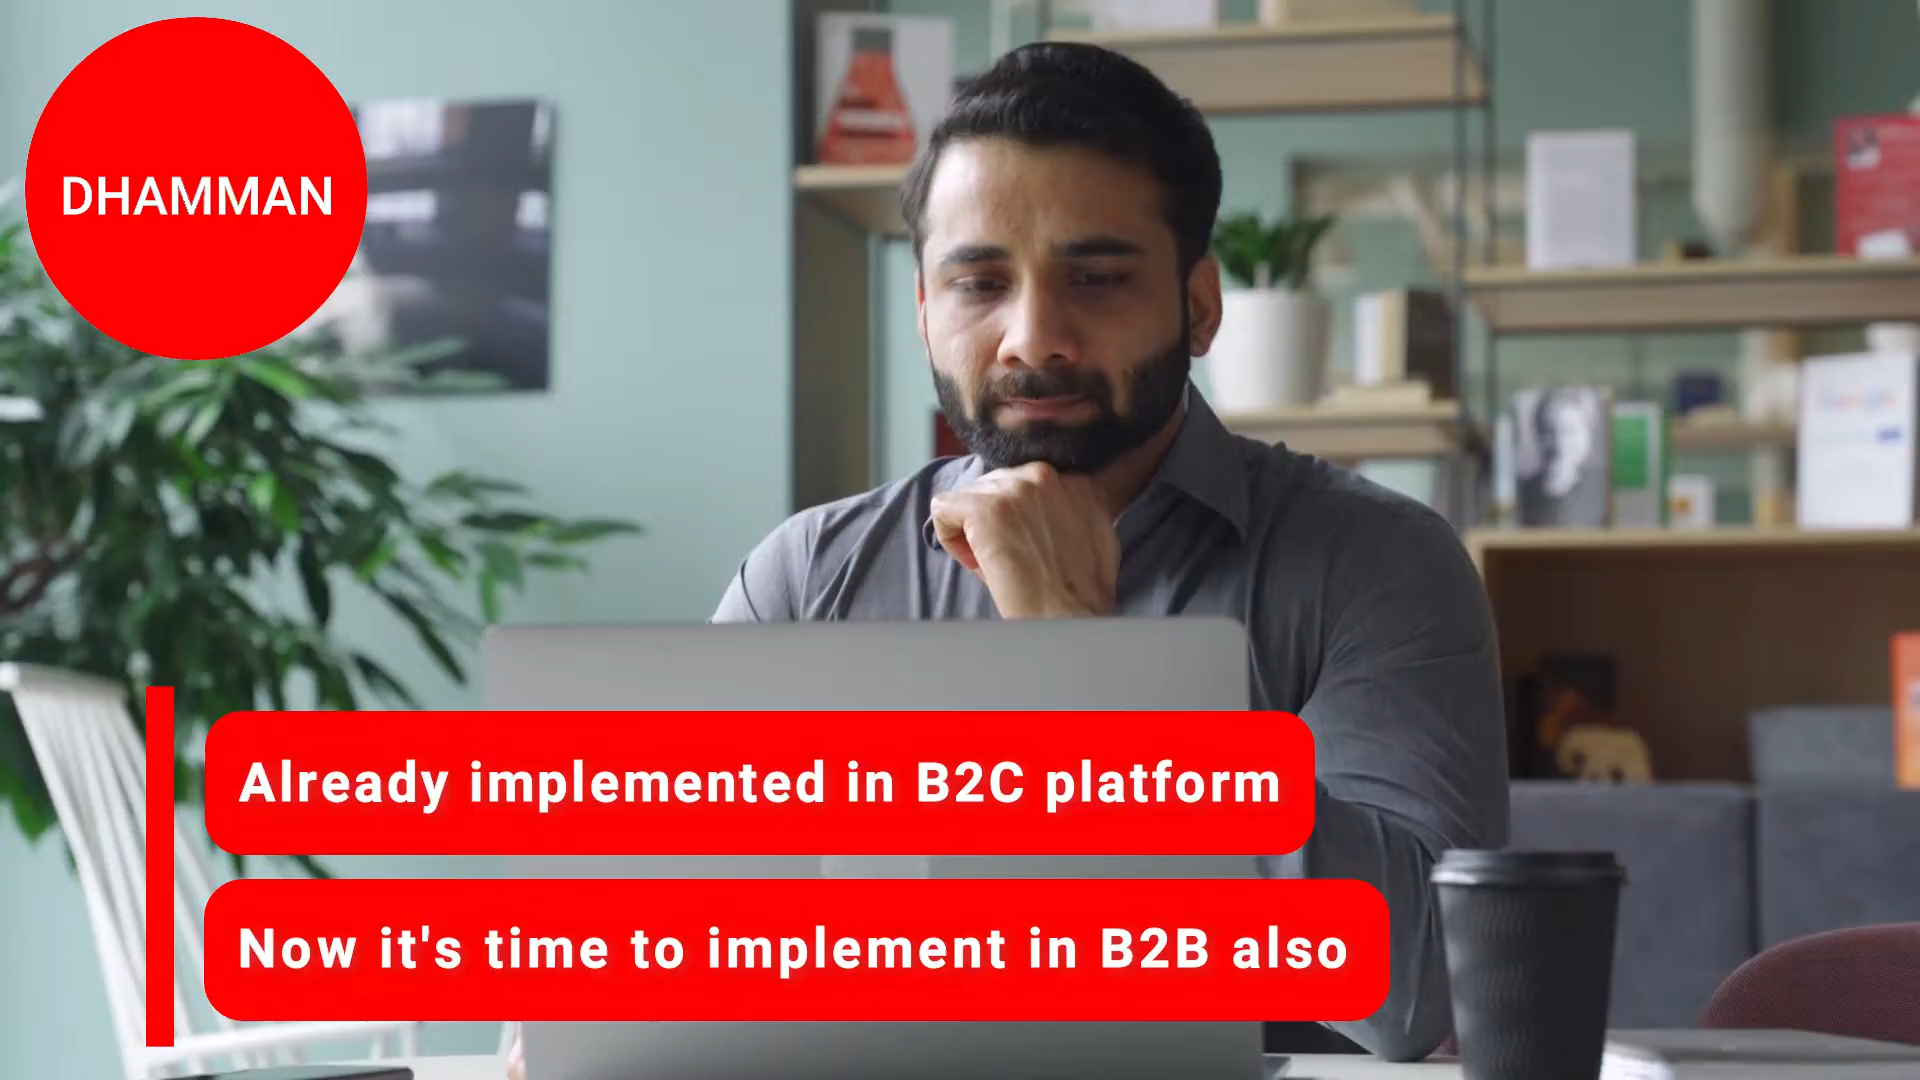 DHAMMAN
Already implemented in B2C platform
Now it's time to implement in B2B also